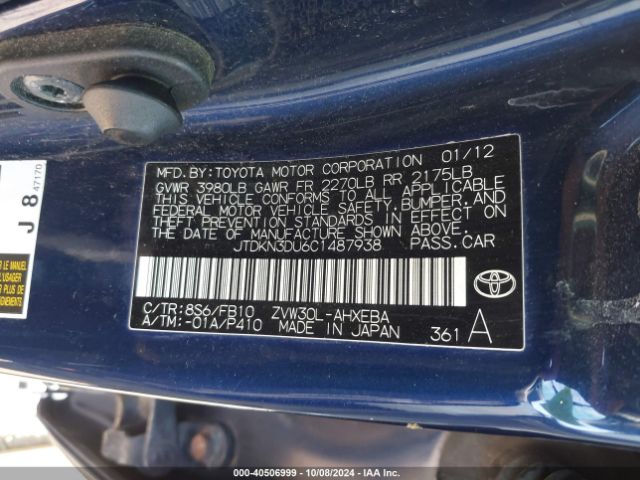 MFD. BY: TOYOTA MOTOR CORPORATION 01/12
GVWR 3980LB GAWR FR 2270LB RR 2175LB
THIS VEHICLE CONFORMS TO ALL APPLICABLE
FEDERAL MOTOR VEHICLE SAFETY, BUMPER, AND
THEFT PREVENTION STANDARDS IN EFFECT ON
THE DATE OF MANUFACTURE SHOWN ABOVE.
JTDKN3DU6C1487938 PASS. CAR
C/TR: 8S6/FB10 ZVW30L-AHXEBA
A/TM: -01A/P410 MADE IN JAPAN 361 A
TOYOTA
J 8 47170
L'USAGER
000-40506999 - 10/08/2024 - IAA Inc.